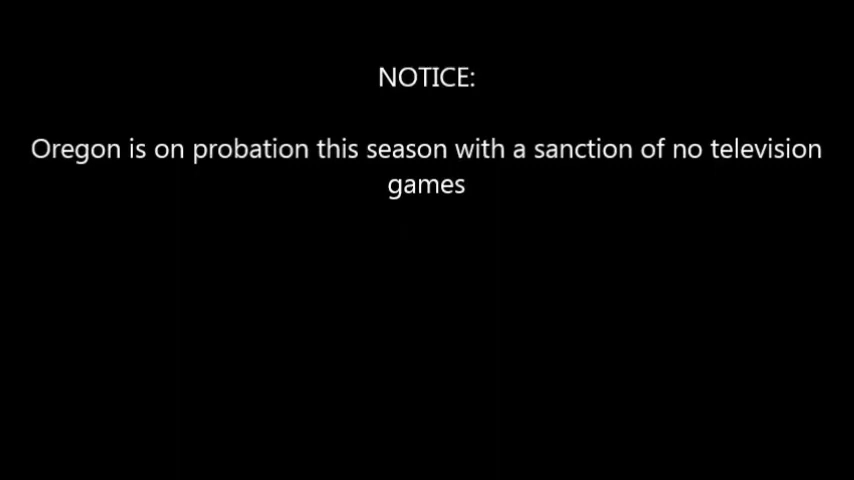 NOTICE:
Oregon is on probation this season with a sanction of no television
games